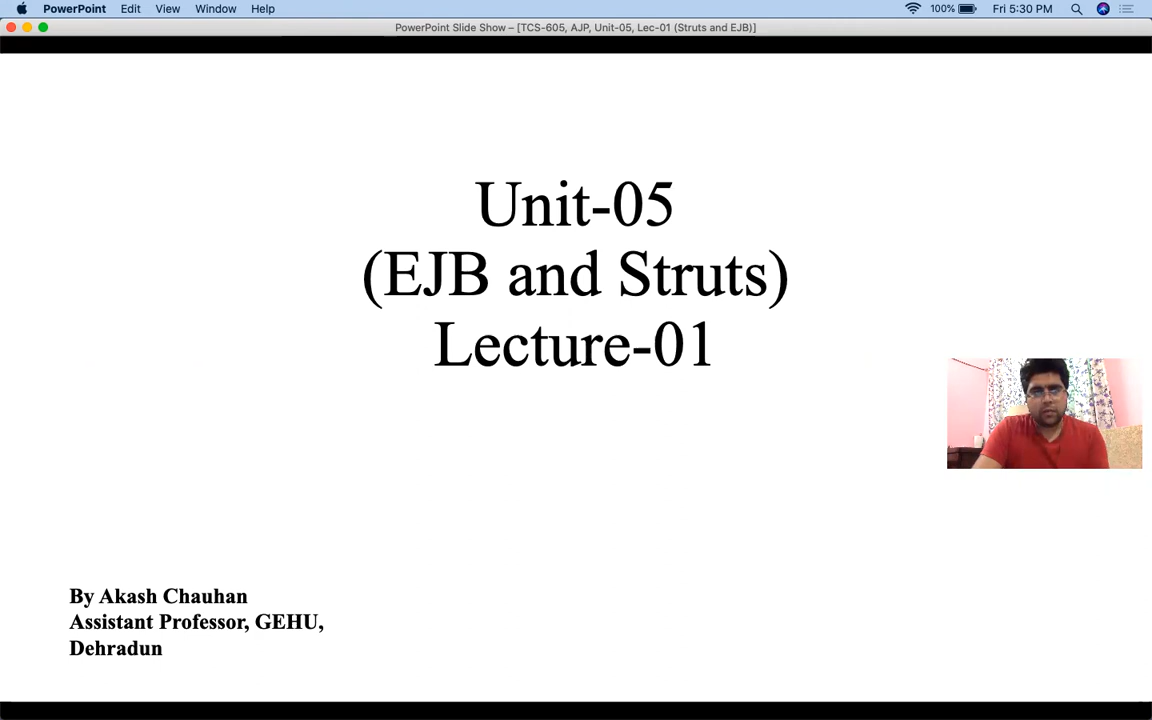 PowerPoint Edit View Window Help 100% Fri 5:30 PM
PowerPoint Slide Show – [TCS-605, AJP, Unit-05, Lec-01 (Struts and EJB)]
Unit-05
(EJB and Struts)
Lecture-01
By Akash Chauhan
Assistant Professor, GEHU,
Dehradun